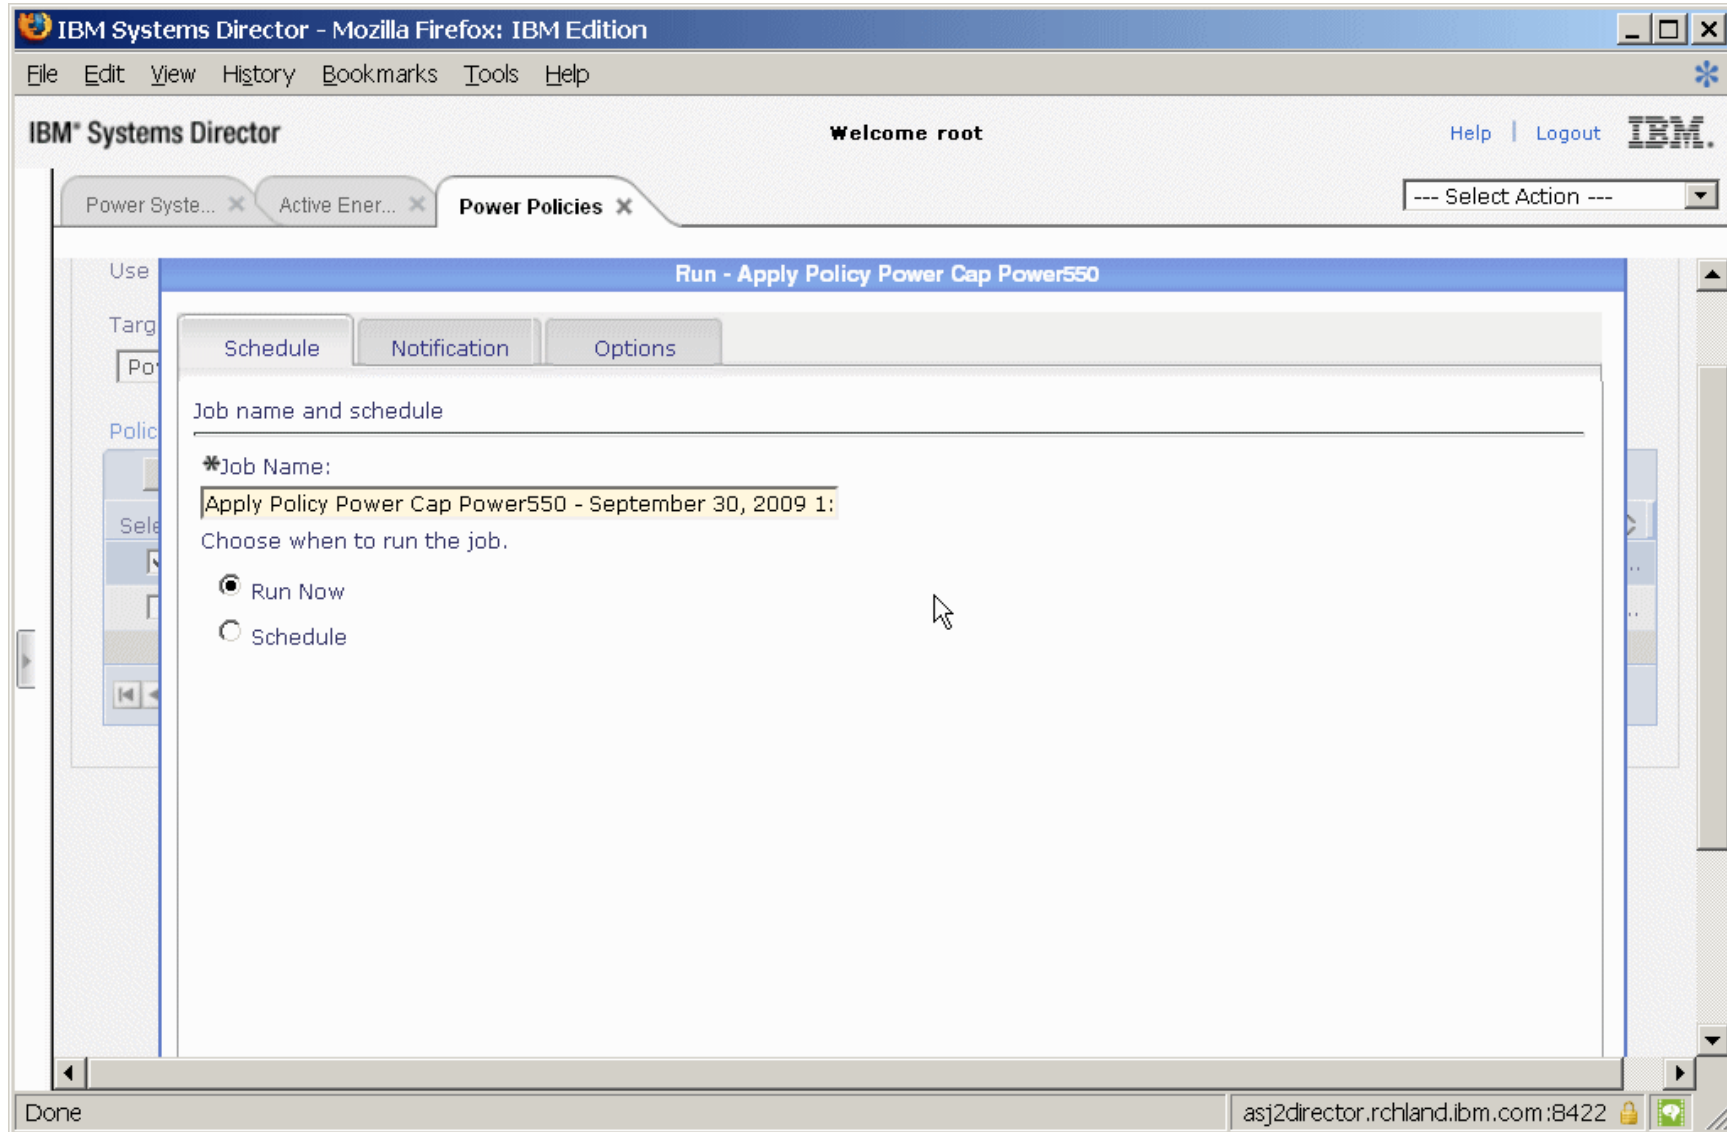 IBM Systems Director - Mozilla Firefox: IBM Edition
File Edit View History Bookmarks Tools Help
IBM® Systems Director Welcome root Help | Logout IBM.
Power Syste... Active Ener... Power Policies --- Select Action ---
Use
Run - Apply Policy Power Cap Power550
Targ
Schedule Notification Options
Po
Job name and schedule
Polic
*Job Name:
Apply Policy Power Cap Power550 - September 30, 2009 1:
Sele
Choose when to run the job.
Run Now
Schedule
Done asj2director.rchland.ibm.com:8422